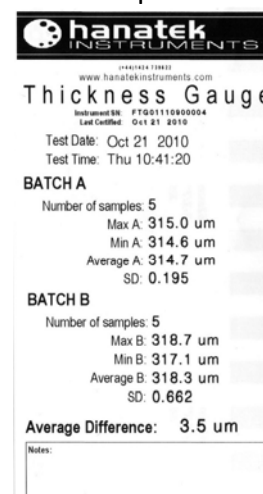 hanatek
INSTRUMENTS
www.hanatekinstruments.com
Thickness Gauge
Instrument SN: FTG01110900004
Last Certified: Oct 21 2010
Test Date: Oct 21 2010
Test Time: Thu 10:41:20
BATCH A
Number of samples: 5
Max A: 315.0 um
Min A: 314.6 um
Average A: 314.7 um
SD: 0.195
BATCH B
Number of samples: 5
Max B: 318.7 um
Min B: 317.1 um
Average B: 318.3 um
SD: 0.662
Average Difference: 3.5 um
Notes: